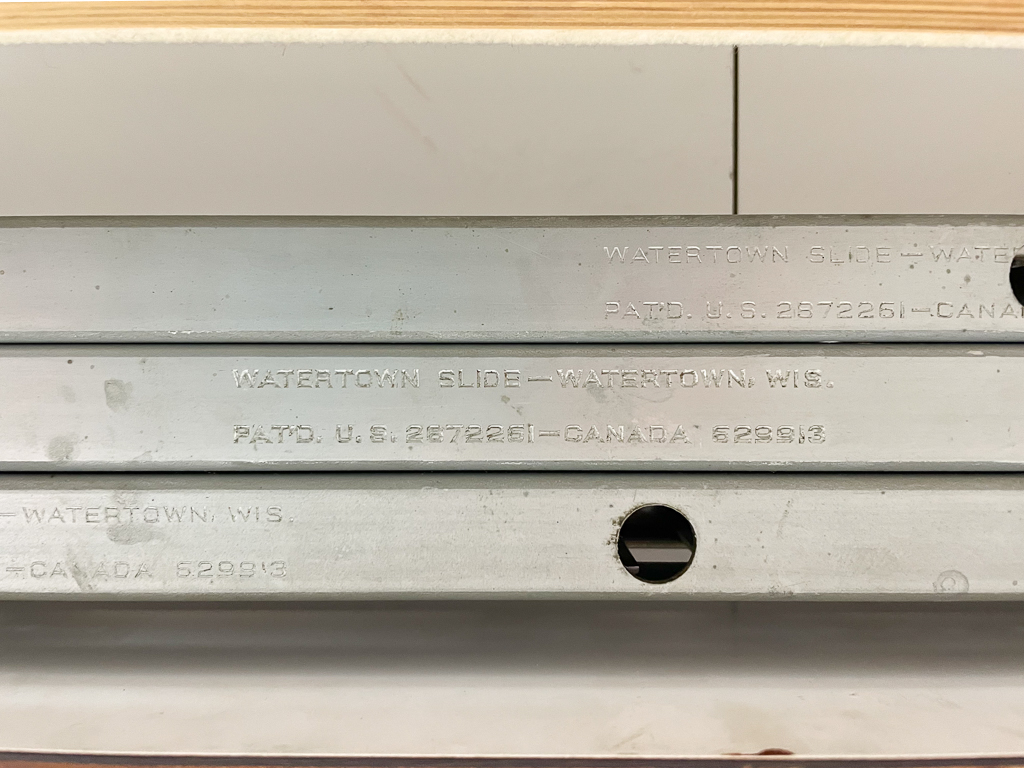 WATERTOWN SLIDE – WATE
PAT'D. U.S. 2672261 – CANA
WATERTOWN SLIDE – WATERTOWN, WIS.
PAT'D. U.S. 2672261 – CANADA 529913
– WATERTOWN, WIS.
– CANADA 529913